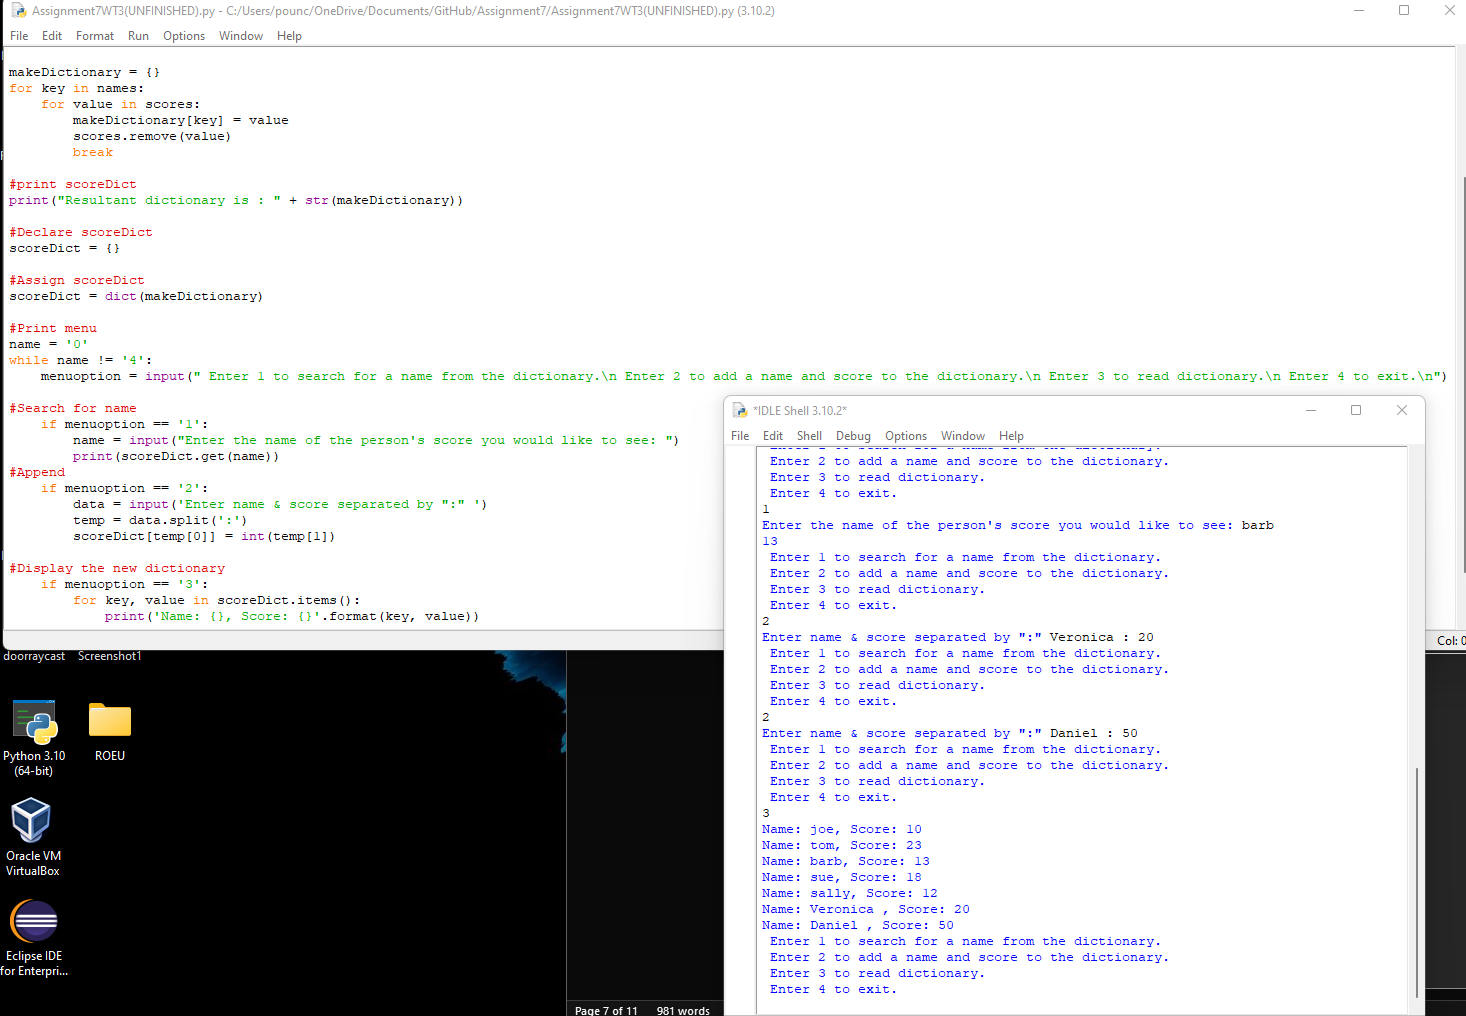 Assignment7WT3(UNFINISHED).py - C:/Users/pounc/OneDrive/Documents/GitHub/Assignment7/Assignment7WT3(UNFINISHED).py (3.10.2)
File Edit Format Run Options Window Help
makeDictionary = {}
for key in names:
    for value in scores:
        makeDictionary[key] = value
        scores.remove(value)
        break
#print scoreDict
print("Resultant dictionary is : " + str(makeDictionary))
#Declare scoreDict
scoreDict = {}
#Assign scoreDict
scoreDict = dict(makeDictionary)
#Print menu
name = '0'
while name != '4':
    menuoption = input(" Enter 1 to search for a name from the dictionary.\n Enter 2 to add a name and score to the dictionary.\n Enter 3 to read dictionary.\n Enter 4 to exit.\n")
#Search for name
    if menuoption == '1':
        name = input("Enter the name of the person's score you would like to see: ")
        print(scoreDict.get(name))
#Append
    if menuoption == '2':
        data = input('Enter name & score separated by ":" ')
        temp = data.split(':')
        scoreDict[temp[0]] = int(temp[1])
#Display the new dictionary
    if menuoption == '3':
        for key, value in scoreDict.items():
            print('Name: {}, Score: {}'.format(key, value))
Col: 0
*IDLE Shell 3.10.2*
File Edit Shell Debug Options Window Help
 Enter 1 to search for a name from the dictionary.
 Enter 2 to add a name and score to the dictionary.
 Enter 3 to read dictionary.
 Enter 4 to exit.
1
Enter the name of the person's score you would like to see: barb
13
 Enter 1 to search for a name from the dictionary.
 Enter 2 to add a name and score to the dictionary.
 Enter 3 to read dictionary.
 Enter 4 to exit.
2
Enter name & score separated by ":" Veronica : 20
 Enter 1 to search for a name from the dictionary.
 Enter 2 to add a name and score to the dictionary.
 Enter 3 to read dictionary.
 Enter 4 to exit.
2
Enter name & score separated by ":" Daniel : 50
 Enter 1 to search for a name from the dictionary.
 Enter 2 to add a name and score to the dictionary.
 Enter 3 to read dictionary.
 Enter 4 to exit.
3
Name: joe, Score: 10
Name: tom, Score: 23
Name: barb, Score: 13
Name: sue, Score: 18
Name: sally, Score: 12
Name: Veronica , Score: 20
Name: Daniel , Score: 50
 Enter 1 to search for a name from the dictionary.
 Enter 2 to add a name and score to the dictionary.
 Enter 3 to read dictionary.
 Enter 4 to exit.
doorraycast
Screenshot1
Python 3.10
(64-bit)
ROEU
Oracle VM
VirtualBox
Eclipse IDE
for Enterpri...
Page 7 of 11 981 words